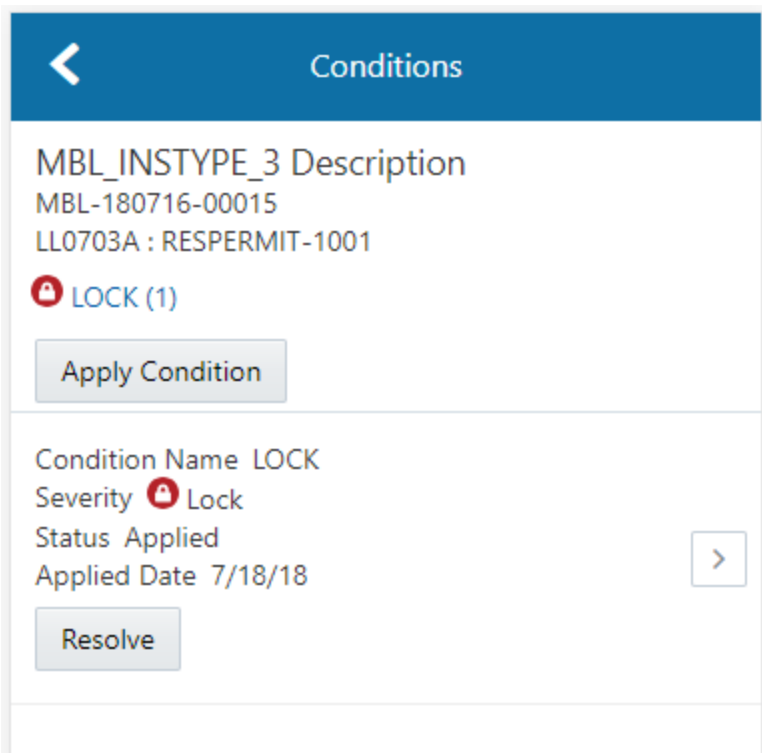 Conditions
MBL_INSTYPE_3 Description
MBL-180716-00015
LL0703A : RESPERMIT-1001
LOCK (1)
Apply Condition
Condition Name LOCK
Severity Lock
Status Applied
Applied Date 7/18/18
Resolve